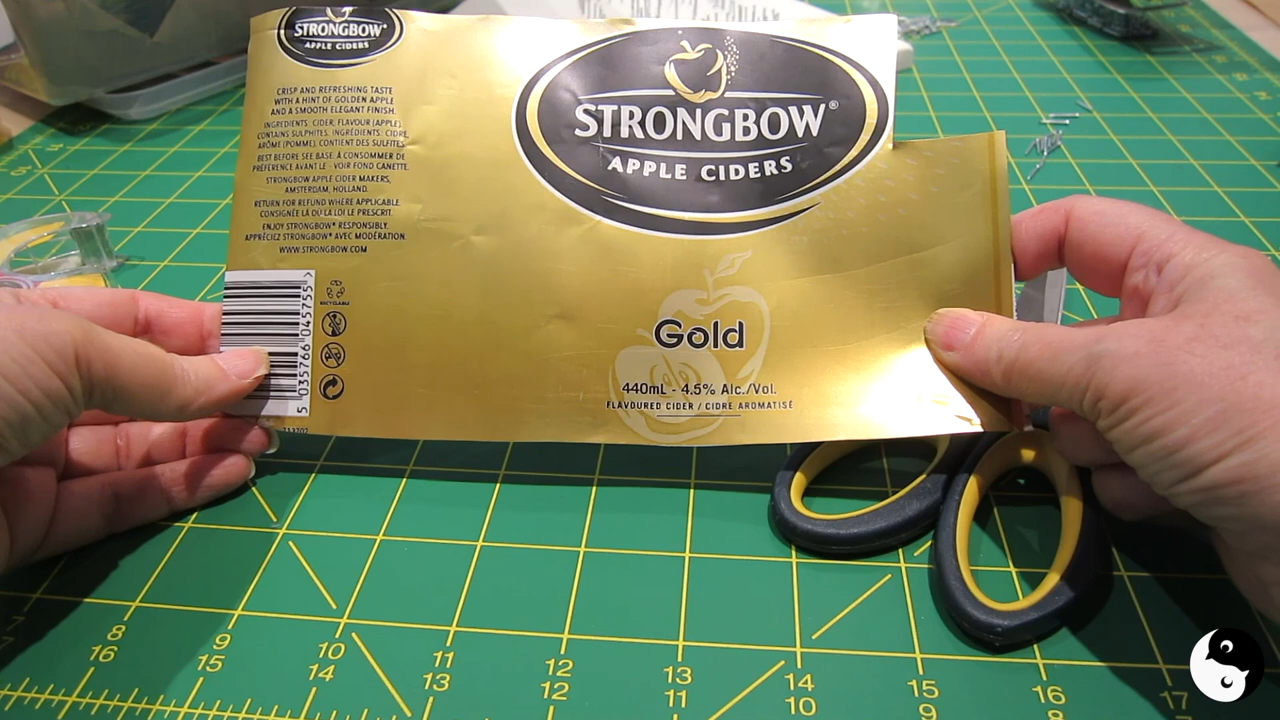 STRONGBOW®
APPLE CIDERS
CRISP AND REFRESHING TASTE
WITH A HINT OF GOLDEN APPLE
AND A SMOOTH ELEGANT FINISH.
INGREDIENTS: CIDER, FLAVOUR (APPLE).
CONTAINS SULPHITES. INGRÉDIENTS: CIDRE,
ARÔME (POMME). CONTIENT DES SULFITES.
BEST BEFORE SEE BASE. À CONSOMMER DE
PRÉFÉRENCE AVANT LE - VOIR FOND CANETTE.
STRONGBOW APPLE CIDER MAKERS,
AMSTERDAM, HOLLAND.
RETURN FOR REFUND WHERE APPLICABLE.
CONSIGNÉE LÀ OÙ LA LOI LE PRESCRIT.
ENJOY STRONGBOW® RESPONSIBLY.
APPRÉCIEZ STRONGBOW® AVEC MODÉRATION.
WWW.STRONGBOW.COM
RECYCLABLE
5 035766 045755 >
713702
STRONGBOW®
APPLE CIDERS
Gold
440mL - 4.5% Alc./Vol.
FLAVOURED CIDER / CIDRE AROMATISÉ
8 9 10 11 12 13 14 15 16 17
16 15 14 13 12 11 10 9 8